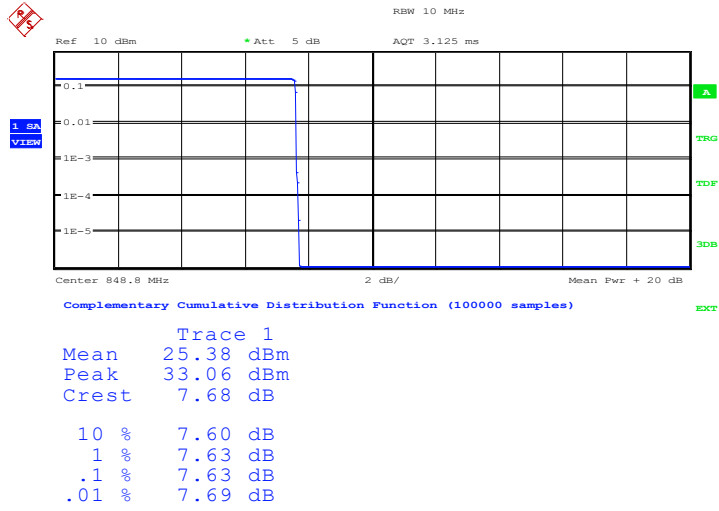 RBW 10 MHz
Ref 10 dBm * Att 5 dB AQT 3.125 ms
0.1
A
0.01
1 SA
VIEW
TRG
1E-3
TDF
1E-4
1E-5
3DB
Center 848.8 MHz 2 dB/ Mean Pwr + 20 dB
Complementary Cumulative Distribution Function (100000 samples)
EXT
Trace 1
Mean 25.38 dBm
Peak 33.06 dBm
Crest 7.68 dB
10 % 7.60 dB
1 % 7.63 dB
.1 % 7.63 dB
.01 % 7.69 dB